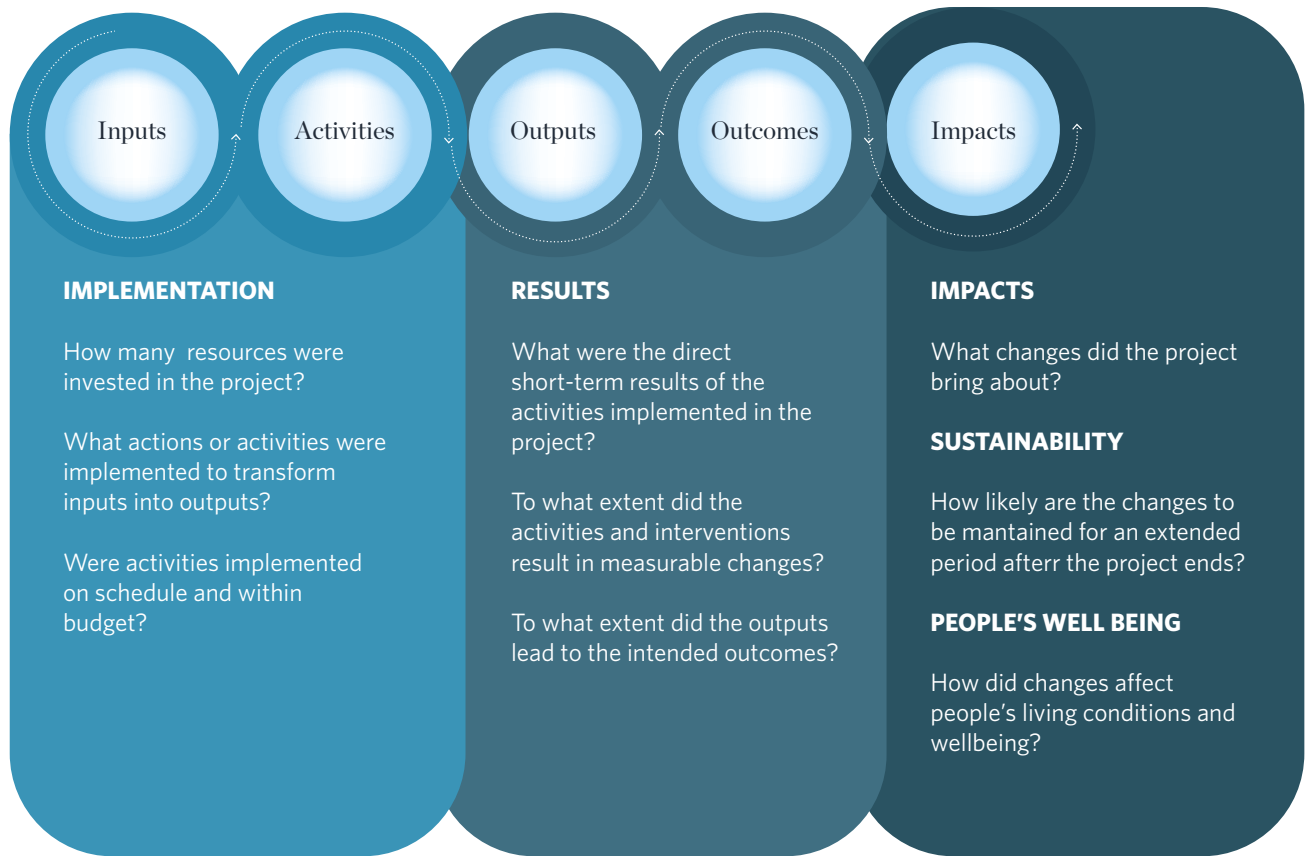 Inputs
Activities
Outputs
Outcomes
Impacts
IMPLEMENTATION
How many  resources were
invested in the project?
What actions or activities were
implemented to transform
inputs into outputs?
Were activities implemented
on schedule and within
budget?
RESULTS
What were the direct
short-term results of the
activities implemented in the
project?
To what extent did the
activities and interventions
result in measurable changes?
To what extent did the outputs
lead to the intended outcomes?
IMPACTS
What changes did the project
bring about?
SUSTAINABILITY
How likely are the changes to
be mantained for an extended
period afterr the project ends?
PEOPLE’S WELL BEING
How did changes affect
people’s living conditions and
wellbeing?